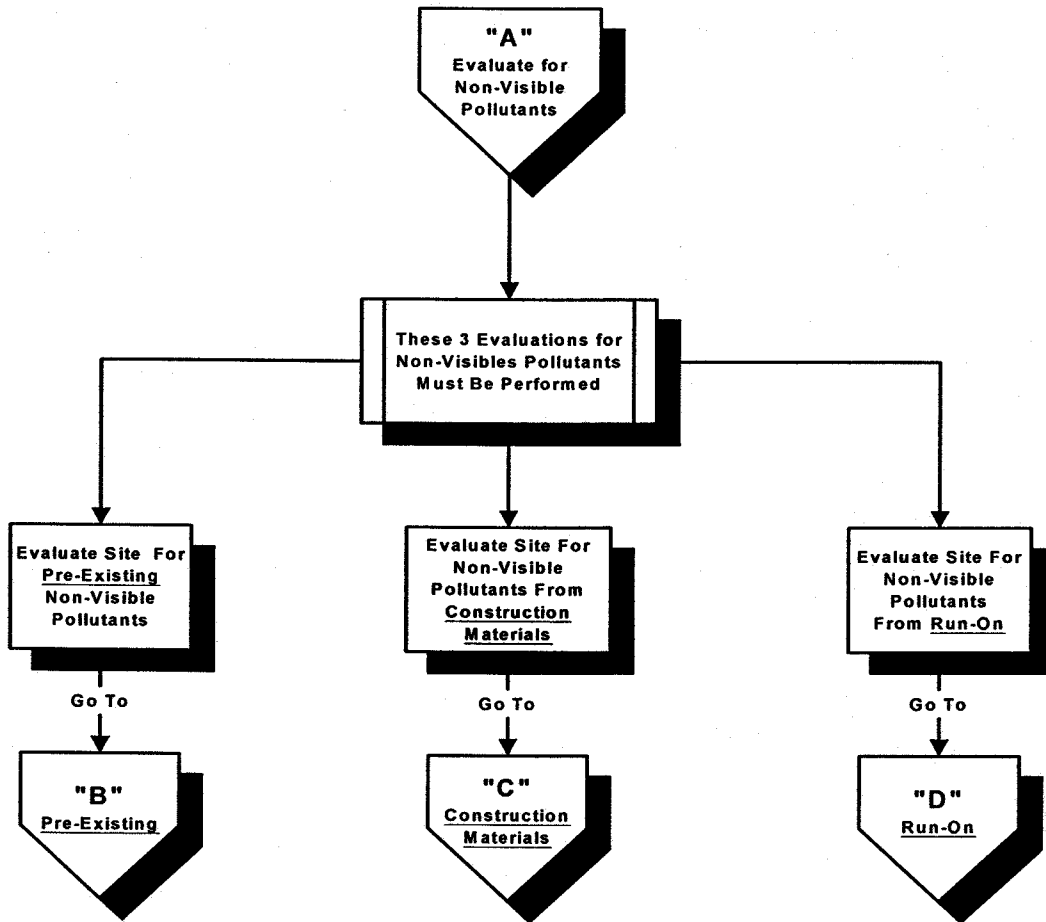 "A"
Evaluate for
Non-Visible
Pollutants
These 3 Evaluations for
Non-Visibles Pollutants
Must Be Performed
Evaluate Site For
Pre-Existing
Non-Visible
Pollutants
Evaluate Site For
Non-Visible
Pollutants From
Construction
Materials
Evaluate Site For
Non-Visible
Pollutants
From Run-On
Go To
Go To
Go To
"B"
Pre-Existing
"C"
Construction
Materials
"D"
Run-On